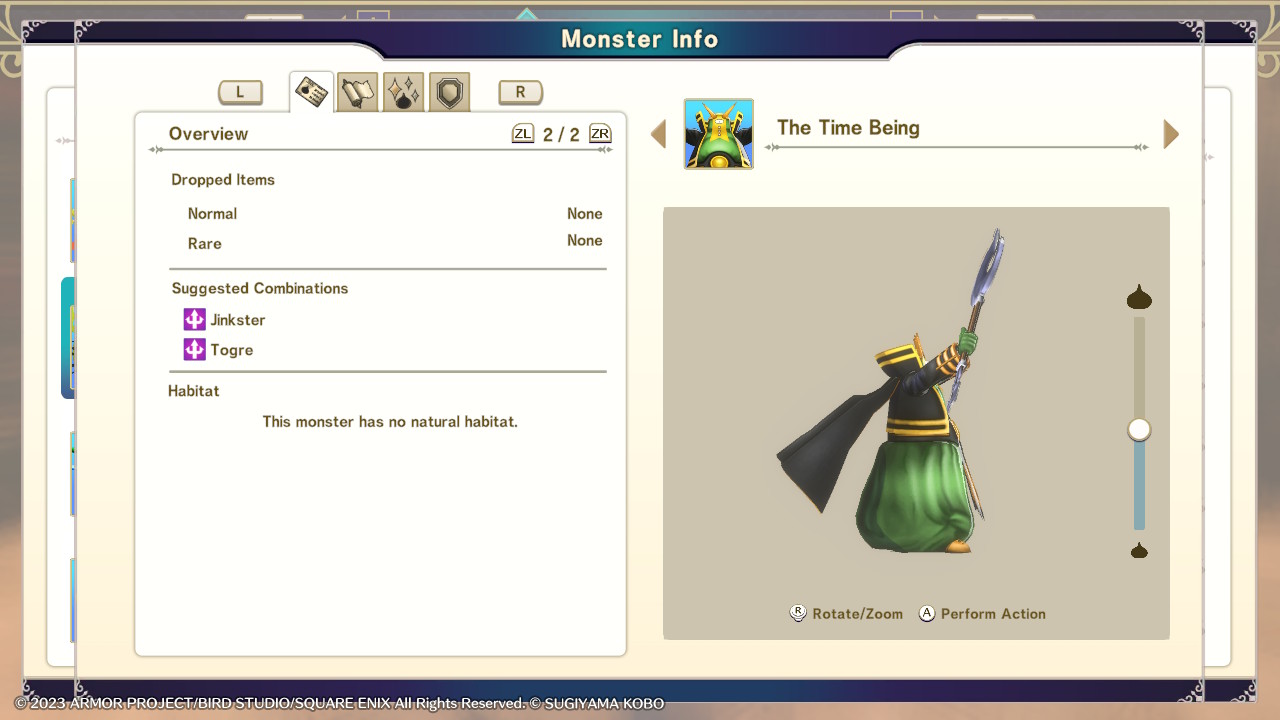 Monster Info
L
R
Overview
ZL 2 / 2 ZR
The Time Being
Dropped Items
Normal None
Rare None
Suggested Combinations
Jinkster
Togre
Habitat
This monster has no natural habitat.
R Rotate/Zoom A Perform Action
© 2023 ARMOR PROJECT/BIRD STUDIO/SQUARE ENIX All Rights Reserved. © SUGIYAMA KOBO